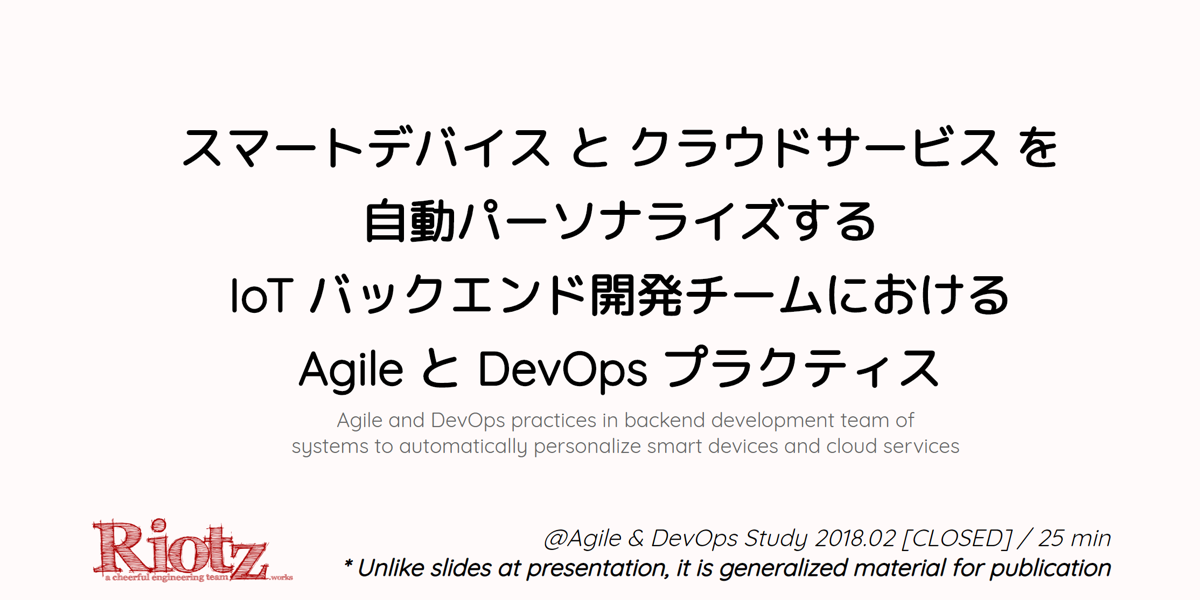 スマートデバイス と クラウドサービス を
自動パーソナライズする
IoT バックエンド開発チームにおける
Agile と DevOps プラクティス
Agile and DevOps practices in backend development team of
systems to automatically personalize smart devices and cloud services
Riotz
a cheerful engineering team .works
@Agile & DevOps Study 2018.02 [CLOSED] / 25 min
* Unlike slides at presentation, it is generalized material for publication